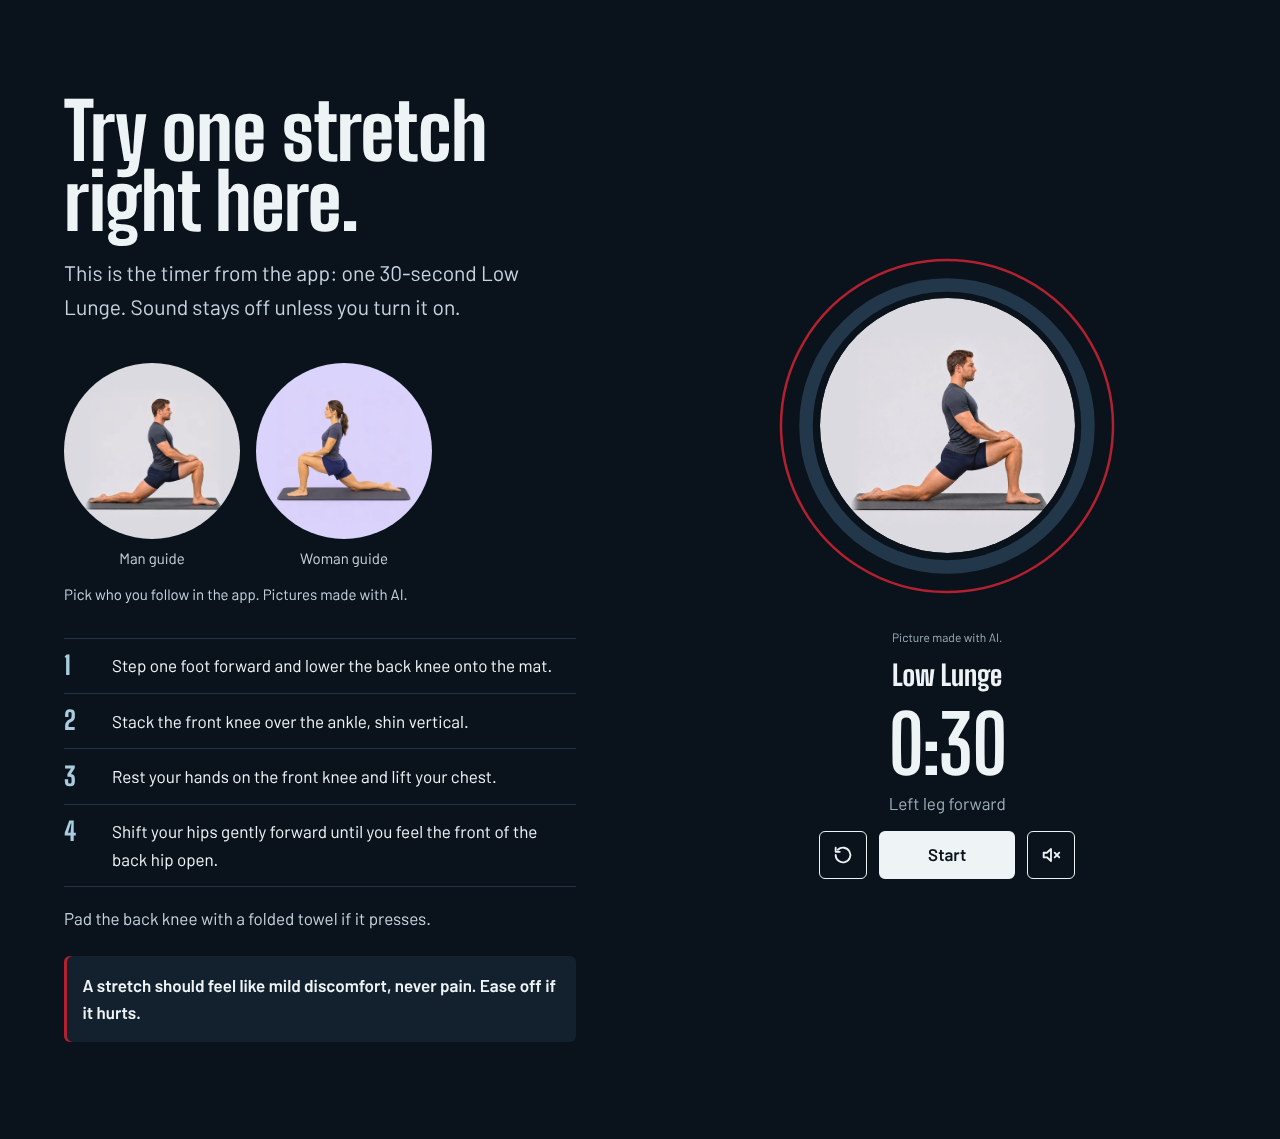 Try one stretch
right here.
This is the timer from the app: one 30-second Low
Lunge. Sound stays off unless you turn it on.
Man guide
Woman guide
Pick who you follow in the app. Pictures made with AI.
1
Step one foot forward and lower the back knee onto the mat.
2
Stack the front knee over the ankle, shin vertical.
3
Rest your hands on the front knee and lift your chest.
4
Shift your hips gently forward until you feel the front of the
back hip open.
Pad the back knee with a folded towel if it presses.
A stretch should feel like mild discomfort, never pain. Ease off if
it hurts.
Picture made with AI.
Low Lunge
0:30
Left leg forward
Start